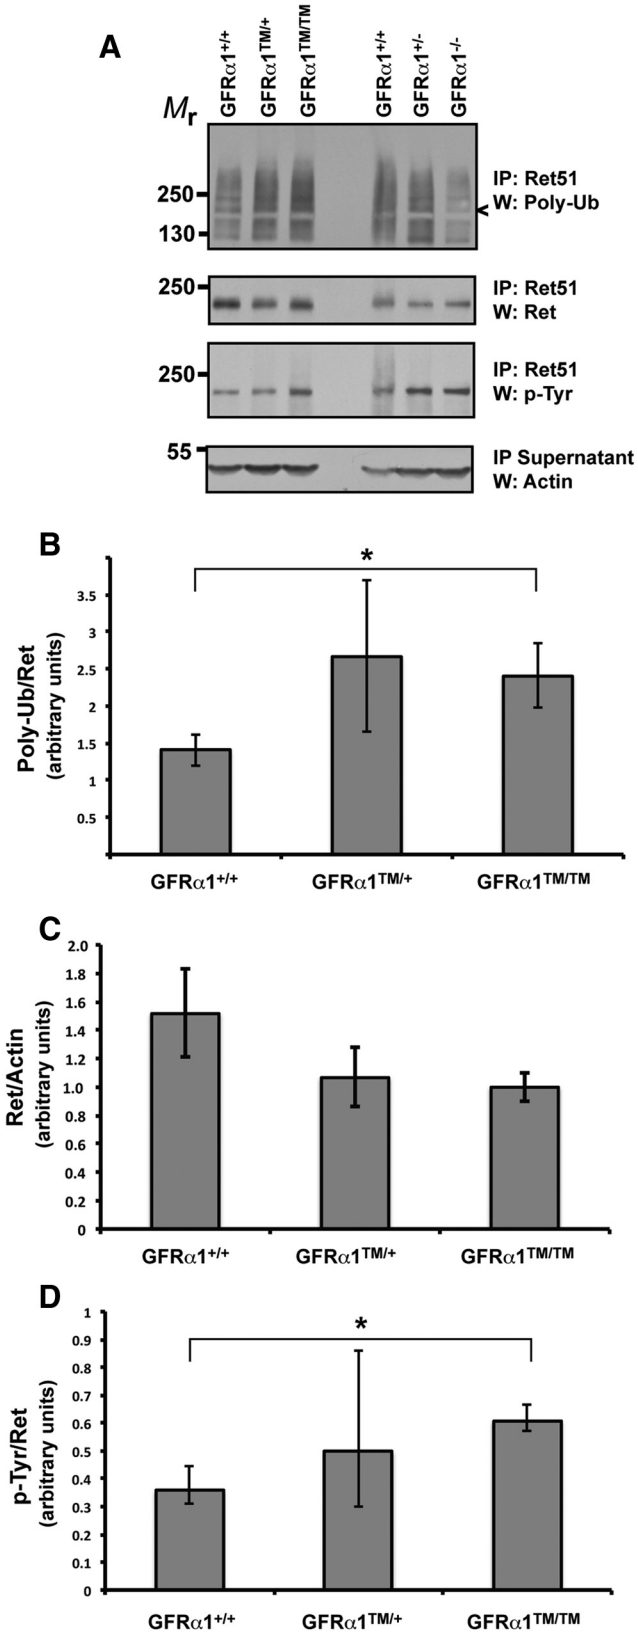 A
GFRα1+/+
GFRα1TM/+
GFRα1TM/TM
GFRα1+/+
GFRα1+/-
GFRα1-/-
Mr
250
130
IP: Ret51
W: Poly-Ub
<
250
IP: Ret51
W: Ret
250
IP: Ret51
W: p-Tyr
55
IP Supernatant
W: Actin
B
*
Poly-Ub/Ret
(arbitrary units)
3.5
3
2.5
2
1.5
1
0.5
GFRα1+/+ GFRα1TM/+ GFRα1TM/TM
C
Ret/Actin
(arbitrary units)
2.0
1.8
1.6
1.4
1.2
1.0
0.8
0.6
0.4
0.2
0
GFRα1+/+ GFRα1TM/+ GFRα1TM/TM
D
*
p-Tyr/Ret
(arbitrary units)
1
0.9
0.8
0.7
0.6
0.5
0.4
0.3
0.2
0.1
0
GFRα1+/+ GFRα1TM/+ GFRα1TM/TM